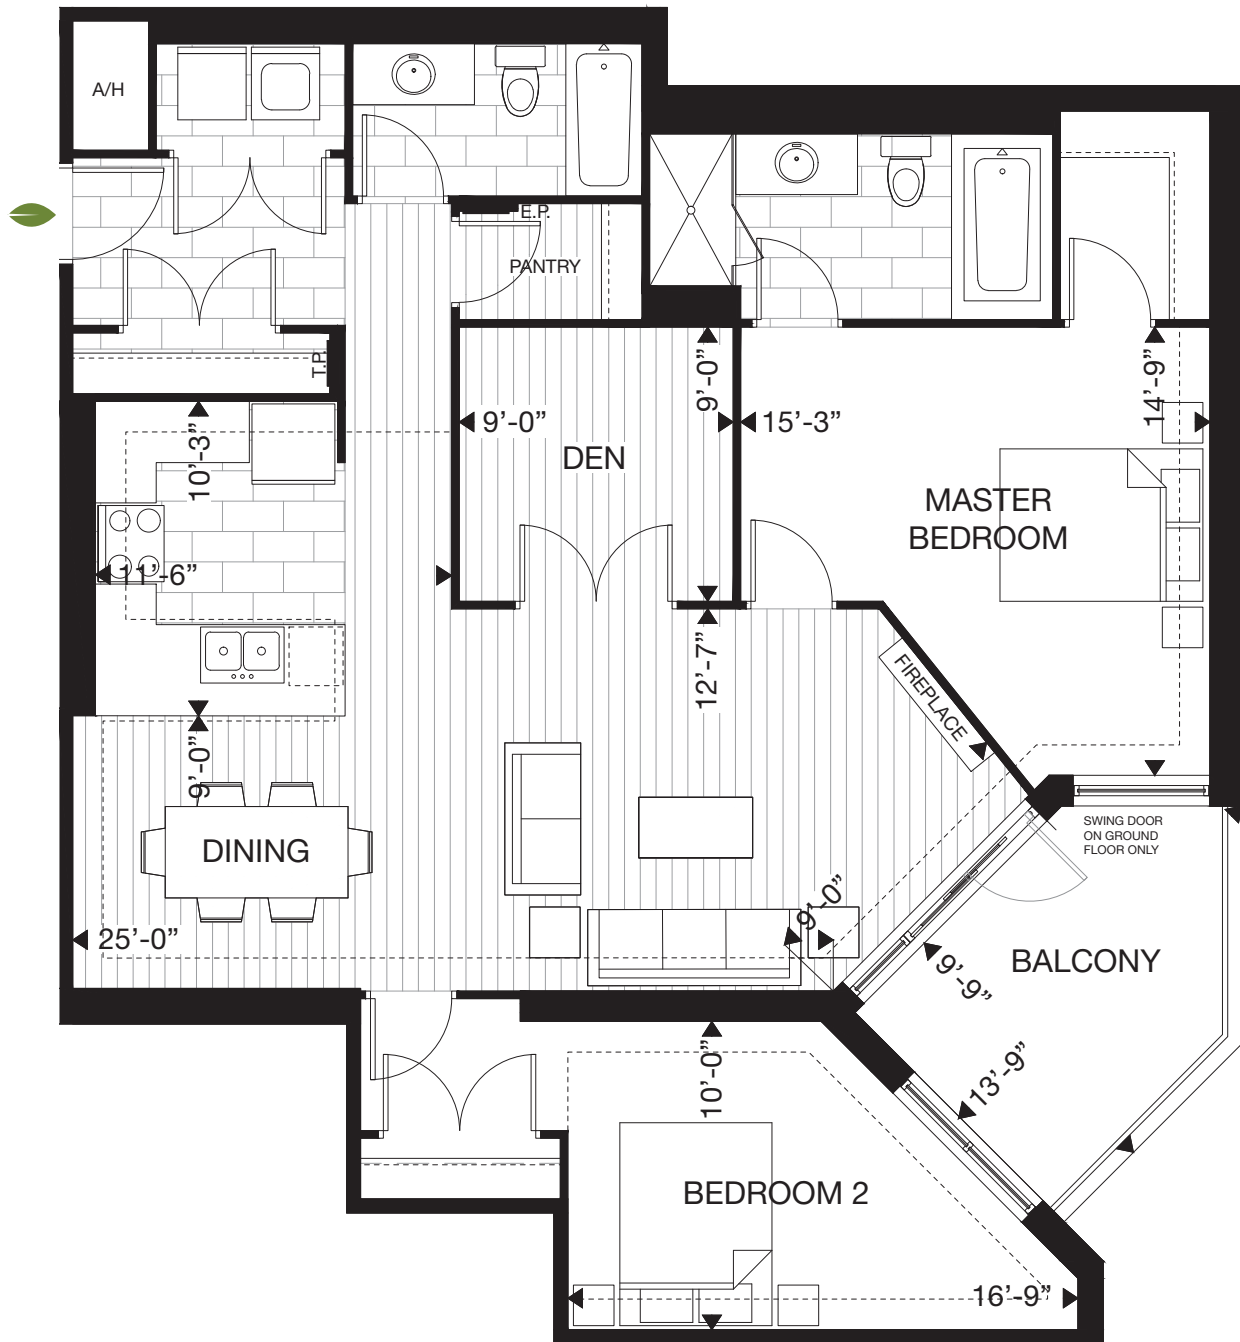 A/H
E.P.
PANTRY
T.P.
10'-3"
9'-0"
9'-0"
15'-3"
14'-9"
DEN
MASTER
BEDROOM
11'-6"
12'-7"
FIREPLACE
9'-0"
DINING
SWING DOOR
ON GROUND
FLOOR ONLY
25'-0"
9'-0"
9'-9"
BALCONY
10'-0"
13'-9"
BEDROOM 2
16'-9"